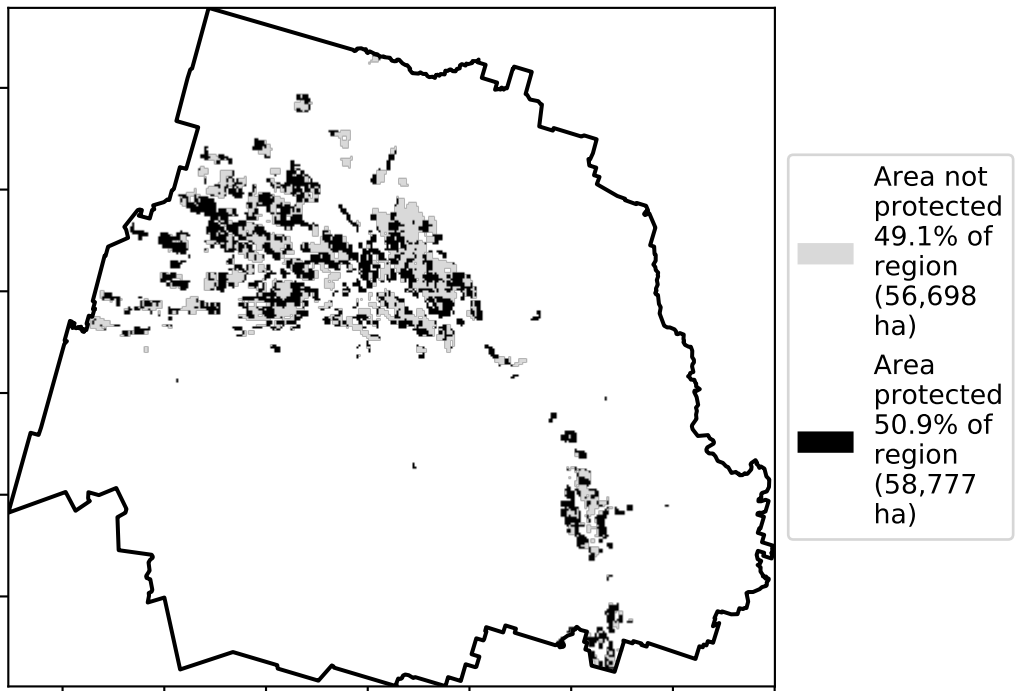 Area not
protected
49.1% of
region
(56,698
ha)
Area
protected
50.9% of
region
(58,777
ha)